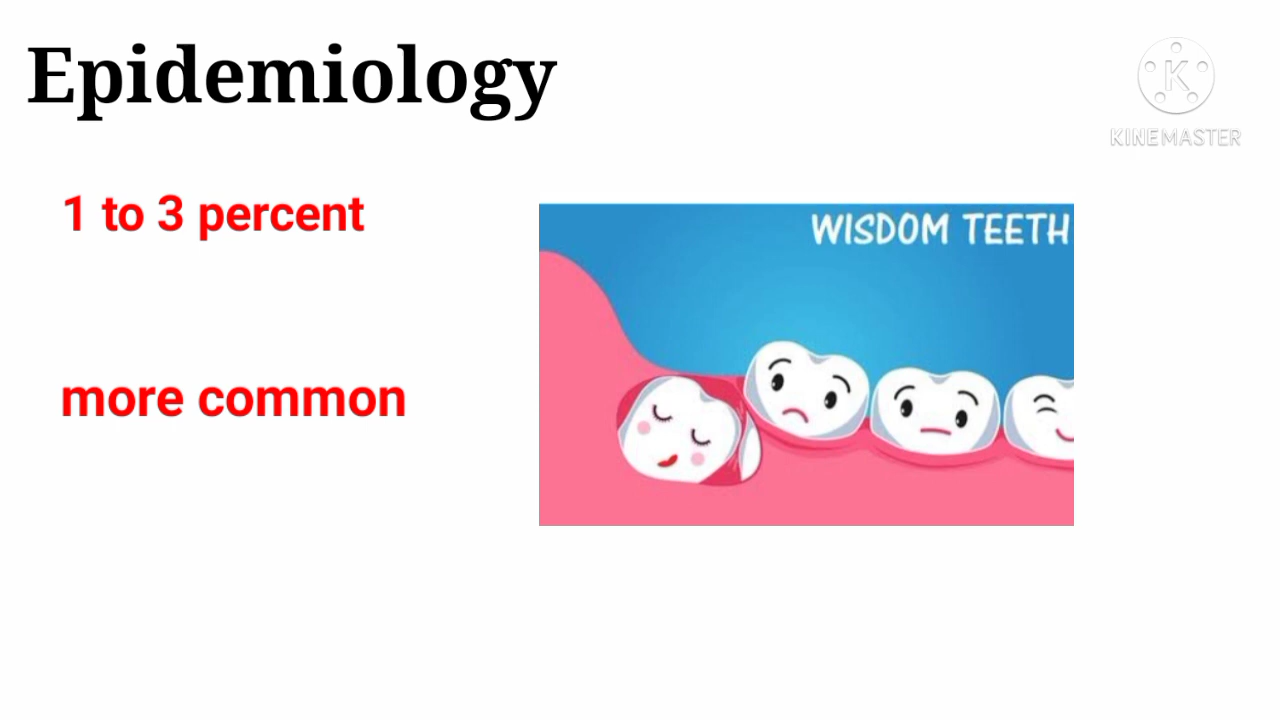 Epidemiology
K
KINEMASTER
1 to 3 percent
WISDOM TEETH
more common